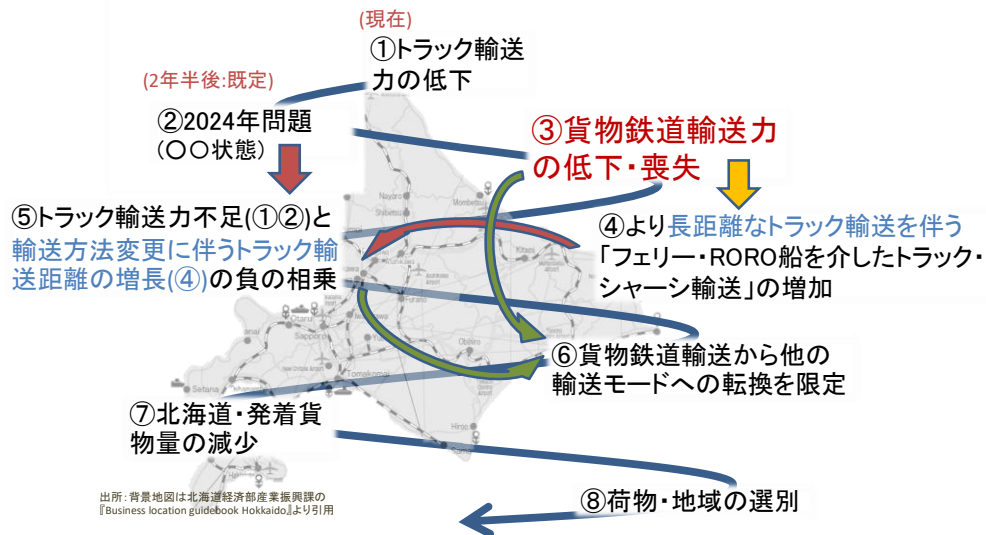 (現在)
①トラック輸送
力の低下
(2年半後:既定)
②2024年問題
(〇〇状態)
③貨物鉄道輸送力
の低下・喪失
⑤トラック輸送力不足(①②)と
輸送方法変更に伴うトラック輸
送距離の増長(④)の負の相乗
④より長距離なトラック輸送を伴う
「フェリー・RORO船を介したトラック・
シャーシ輸送」の増加
⑥貨物鉄道輸送から他の
輸送モードへの転換を限定
⑦北海道・発着貨
物量の減少
⑧荷物・地域の選別
出所:背景地図は北海道経済部産業振興課の
『Business location guidebook Hokkaido』より引用
Nayoro
Shibetsu
Mombetsu
Kitami
Furano
Otaru
Sapporo
Obihiro
Tomakomai
Setana
Hiroo